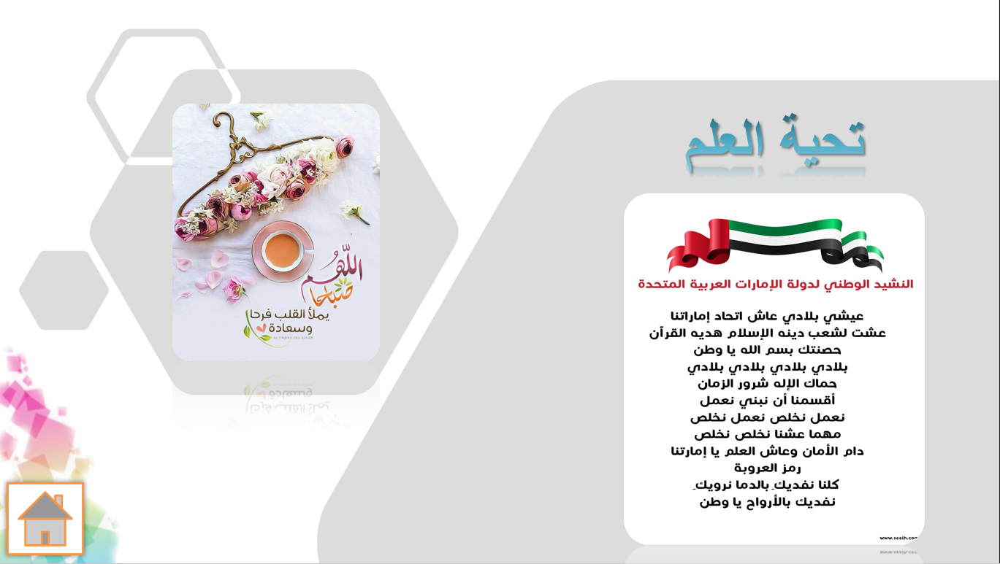 تحية العلم
النشيد الوطني لدولة الإمارات العربية المتحدة
عيشي بلادي عاش اتحاد إماراتنا
عشت لشعب دينه الإسلام هديه القرآن
حصنتك بسم الله يا وطن
بلادي بلادي بلادي بلادي
حماك الإله شرور الزمان
أقسمنا أن نبني نعمل
نعمل نخلص نعمل نخلص
مهما عشنا نخلص نخلص
دام الأمان وعاش العلم يا إمارتنا
رمز العروبة
كلنا نفديكِ بالدما نرويكِ
نفديك بالأرواح يا وطن
www.saaih.com
اللهم
صباحا
يملأ القلب فرحا
وسعادة